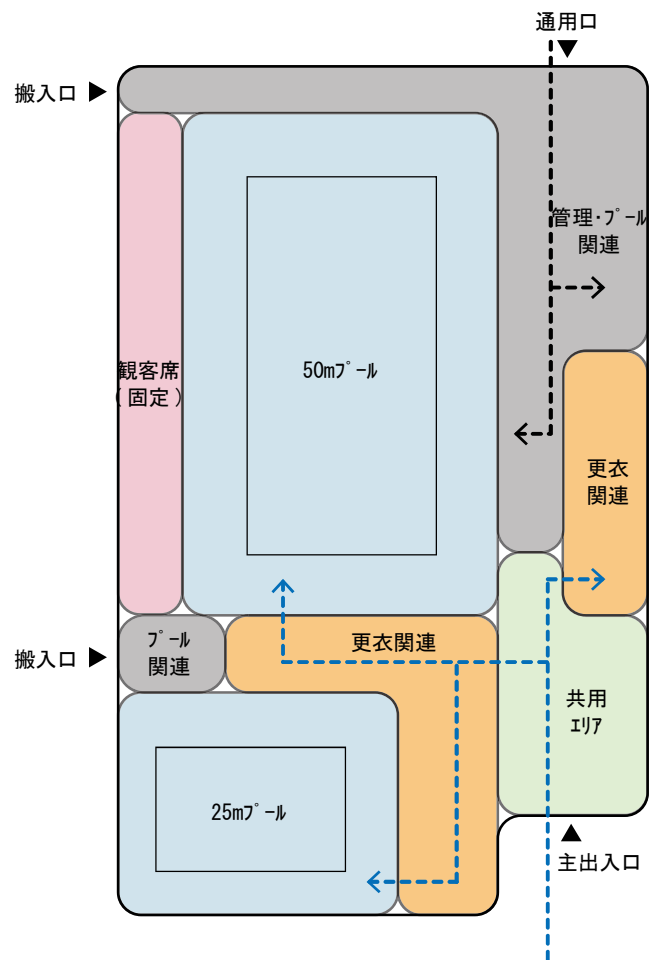 通用口
搬入口
管理・ﾌﾟｰﾙ
関連
観客席
(固定)
50mﾌﾟｰﾙ
更衣
関連
ﾌﾟｰﾙ
関連
更衣関連
搬入口
共用
ｴﾘｱ
25mﾌﾟｰﾙ
主出入口